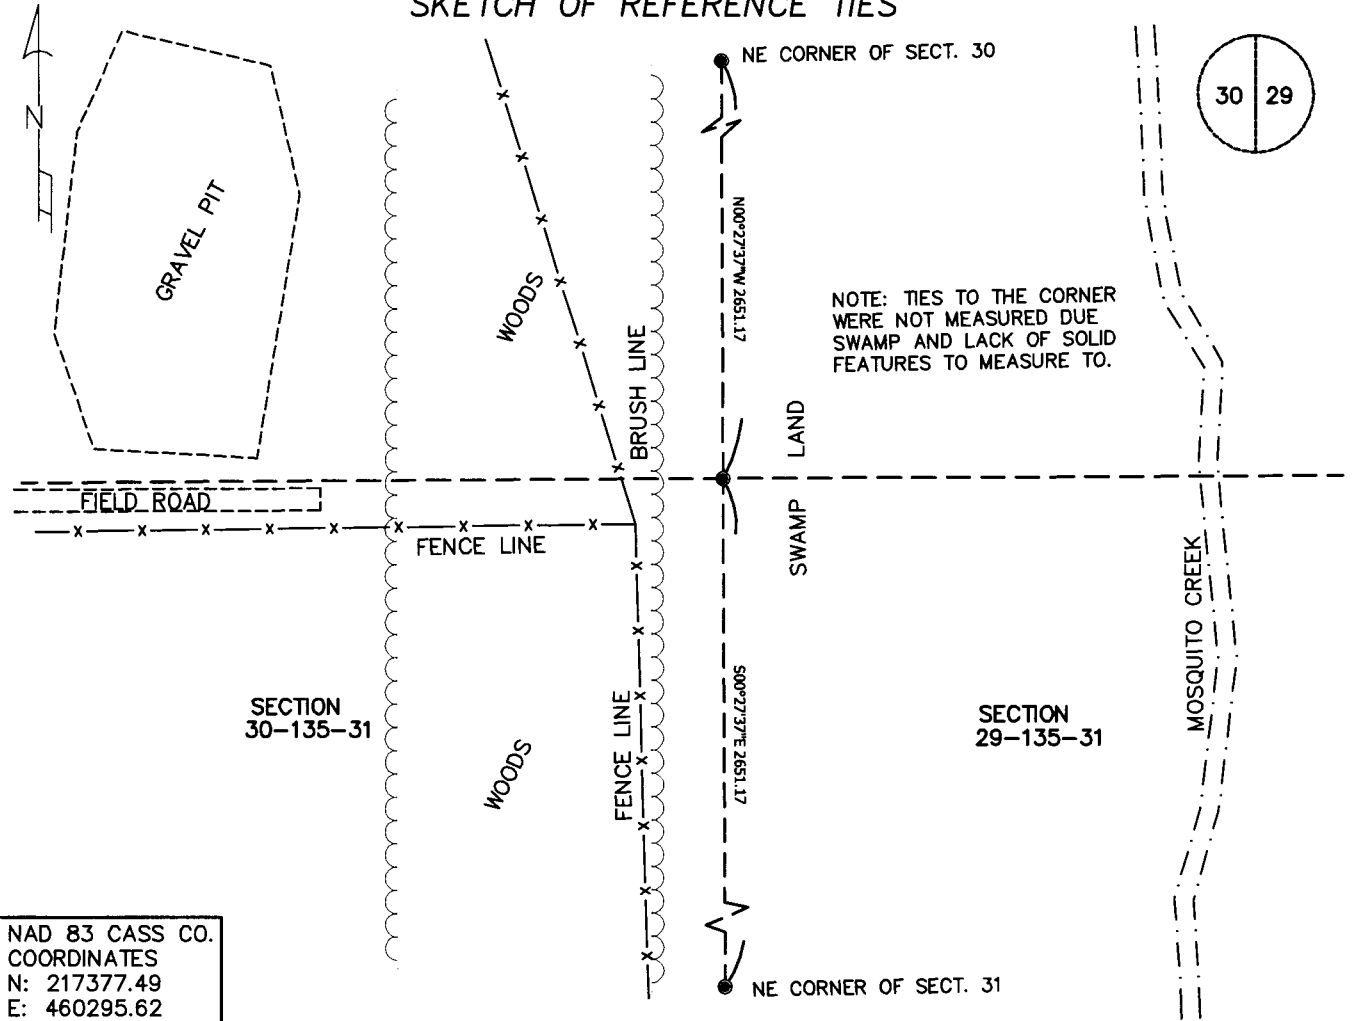 SKETCH OF REFERENCE TIES
NE CORNER OF SECT. 30
30 29
N
GRAVEL PIT
WOODS
BRUSH LINE
N00°27'37"W 2651.17
NOTE: TIES TO THE CORNER
WERE NOT MEASURED DUE
SWAMP AND LACK OF SOLID
FEATURES TO MEASURE TO.
SWAMP LAND
FIELD ROAD
FENCE LINE
MOSQUITO CREEK
SECTION
30-135-31
WOODS
FENCE LINE
S00°27'37"E 2651.17
SECTION
29-135-31
NAD 83 CASS CO.
COORDINATES
N: 217377.49
E: 460295.62
NE CORNER OF SECT. 31